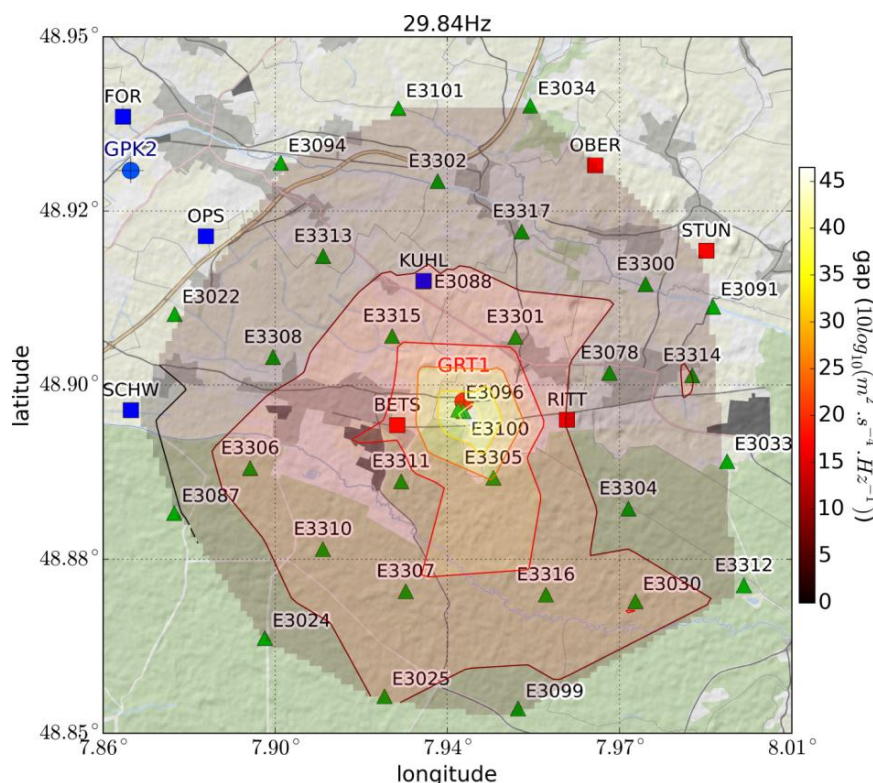 29.84Hz
48.95°
E3101
E3034
FOR
GPK2
E3094
OBER
E3302
48.92°
OPS
E3317
STUN
E3313
KUHL
E3300
E3088
E3022
E3091
E3315
E3301
E3308
GRT1
E3078
E3314
48.90°
SCHW
E3096
BETS
RITT
E3100
E3033
E3306
E3311
E3305
E3087
E3304
E3310
48.88°
E3307
E3316
E3312
E3030
E3024
E3025
E3099
48.85°
7.86°
7.90°
7.94°
7.97°
8.01°
longitude
latitude
45
40
35
30
25
20
15
10
5
0
gap (10log₁₀(m².s⁻⁴.Hz⁻¹))